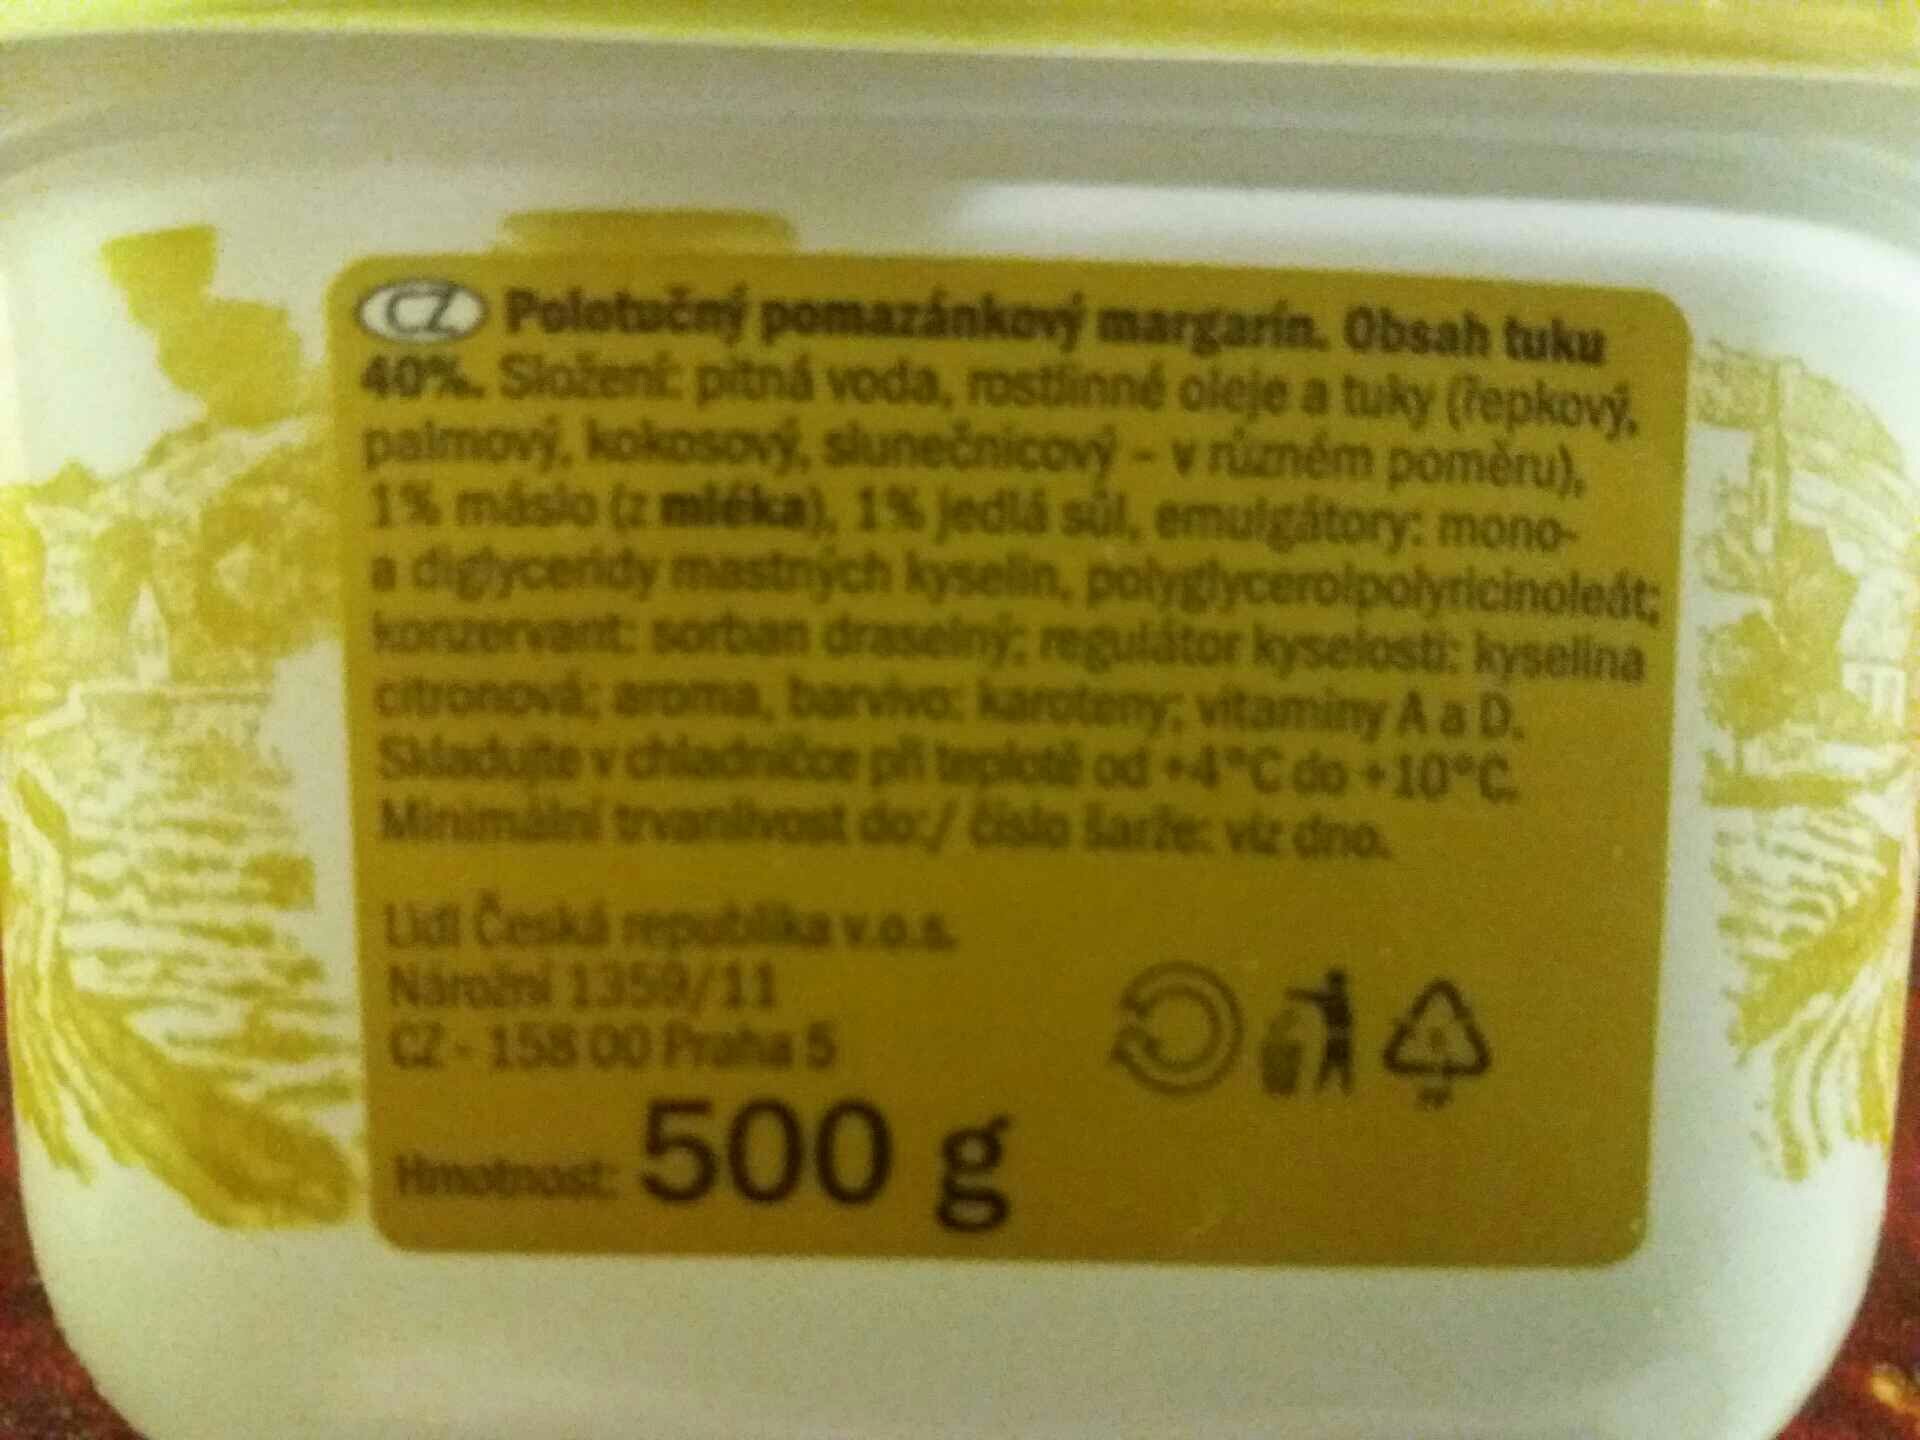 CZ Polotučný pomazánkový margarín. Obsah tuku
40%. Složení: pitná voda, rostlinné oleje a tuky (řepkový,
palmový, kokosový, slunečnicový - v různém poměru),
1% máslo (z mléka), 1% jedlá sůl, emulgátory: mono-
a diglyceridy mastných kyselin, polyglycerolpolyricinoleát;
konzervant: sorban draselný; regulátor kyselosti: kyselina
citronová; aroma, barvivo: karoteny; vitaminy A a D.
Skladujte v chladničce při teplotě od +4°C do +10°C.
Minimální trvanlivost do:/ číslo šarže: viz dno.
Lidl Česká republika v.o.s.
Nárožní 1359/11
CZ - 158 00 Praha 5
Hmotnost: 500 g
PP